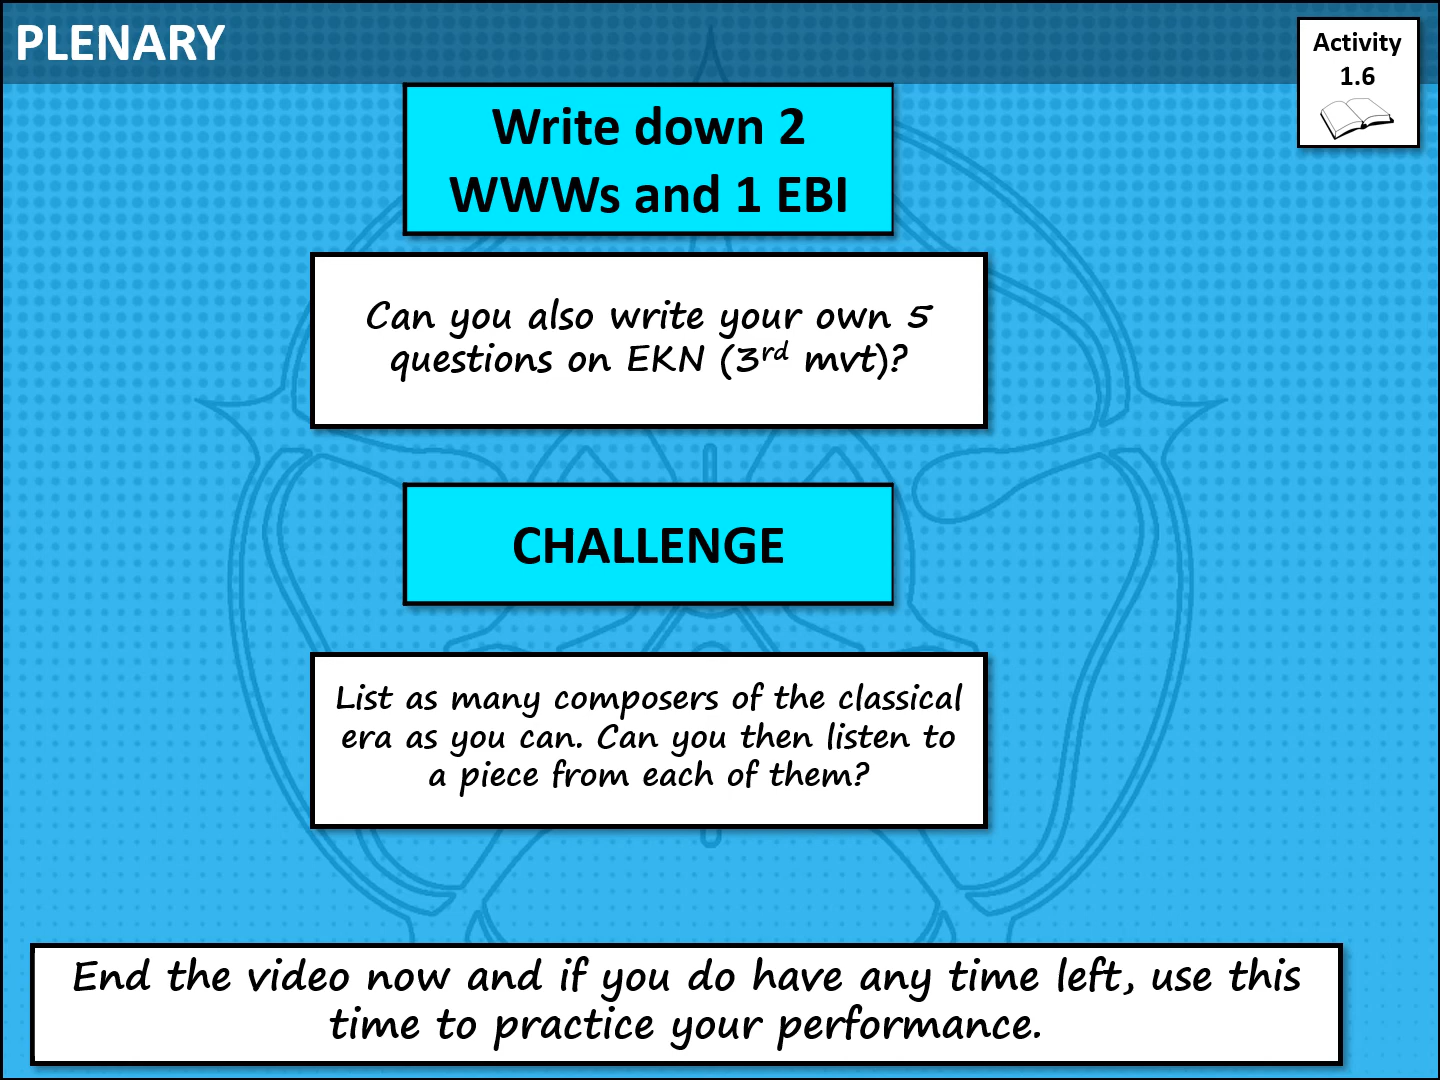 PLENARY
Activity
1.6
Write down 2
WWWs and 1 EBI
Can you also write your own 5
questions on EKN (3rd mvt)?
CHALLENGE
List as many composers of the classical
era as you can. Can you then listen to
a piece from each of them?
End the video now and if you do have any time left, use this
time to practice your performance.